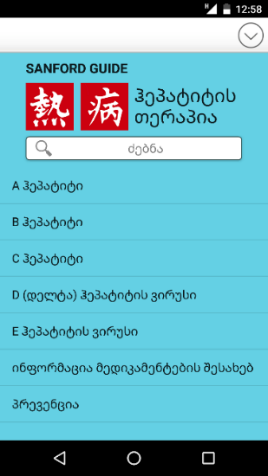 12:58
SANFORD GUIDE
熱病 ჰეპატიტის
თერაპია
ძებნა
A ჰეპატიტი
B ჰეპატიტი
C ჰეპატიტი
D (დელტა) ჰეპატიტის ვირუსი
E ჰეპატიტის ვირუსი
ინფორმაცია მედიკამენტების შესახებ
პრევენცია